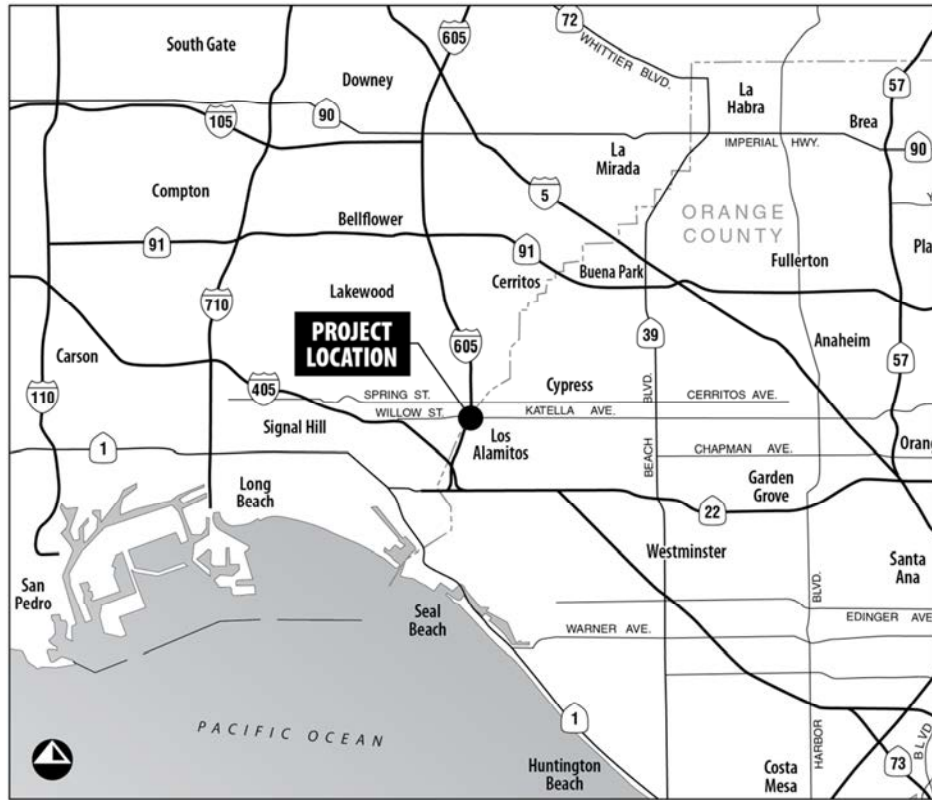 72
605
South Gate
WHITTIER BLVD.
57
Downey
La
Habra
Brea
90
105
IMPERIAL HWY.
90
La
Mirada
Compton
5
Bellflower
ORANGE
COUNTY
91
91
Fullerton
Pla
Cerritos
Buena Park
Lakewood
710
PROJECT
LOCATION
605
39
Anaheim
57
Carson
405
Cypress
BLVD.
110
SPRING ST.
CERRITOS AVE.
WILLOW ST.
KATELLA AVE.
Signal Hill
Los
Alamitos
Orang
1
CHAPMAN AVE.
BEACH
Long
Beach
Garden
Grove
22
Westminster
Santa
Ana
San
Pedro
BLVD.
Seal
Beach
EDINGER AVE
WARNER AVE.
PACIFIC OCEAN
1
HARBOR
BLVD
Huntington
Beach
Costa
Mesa
73